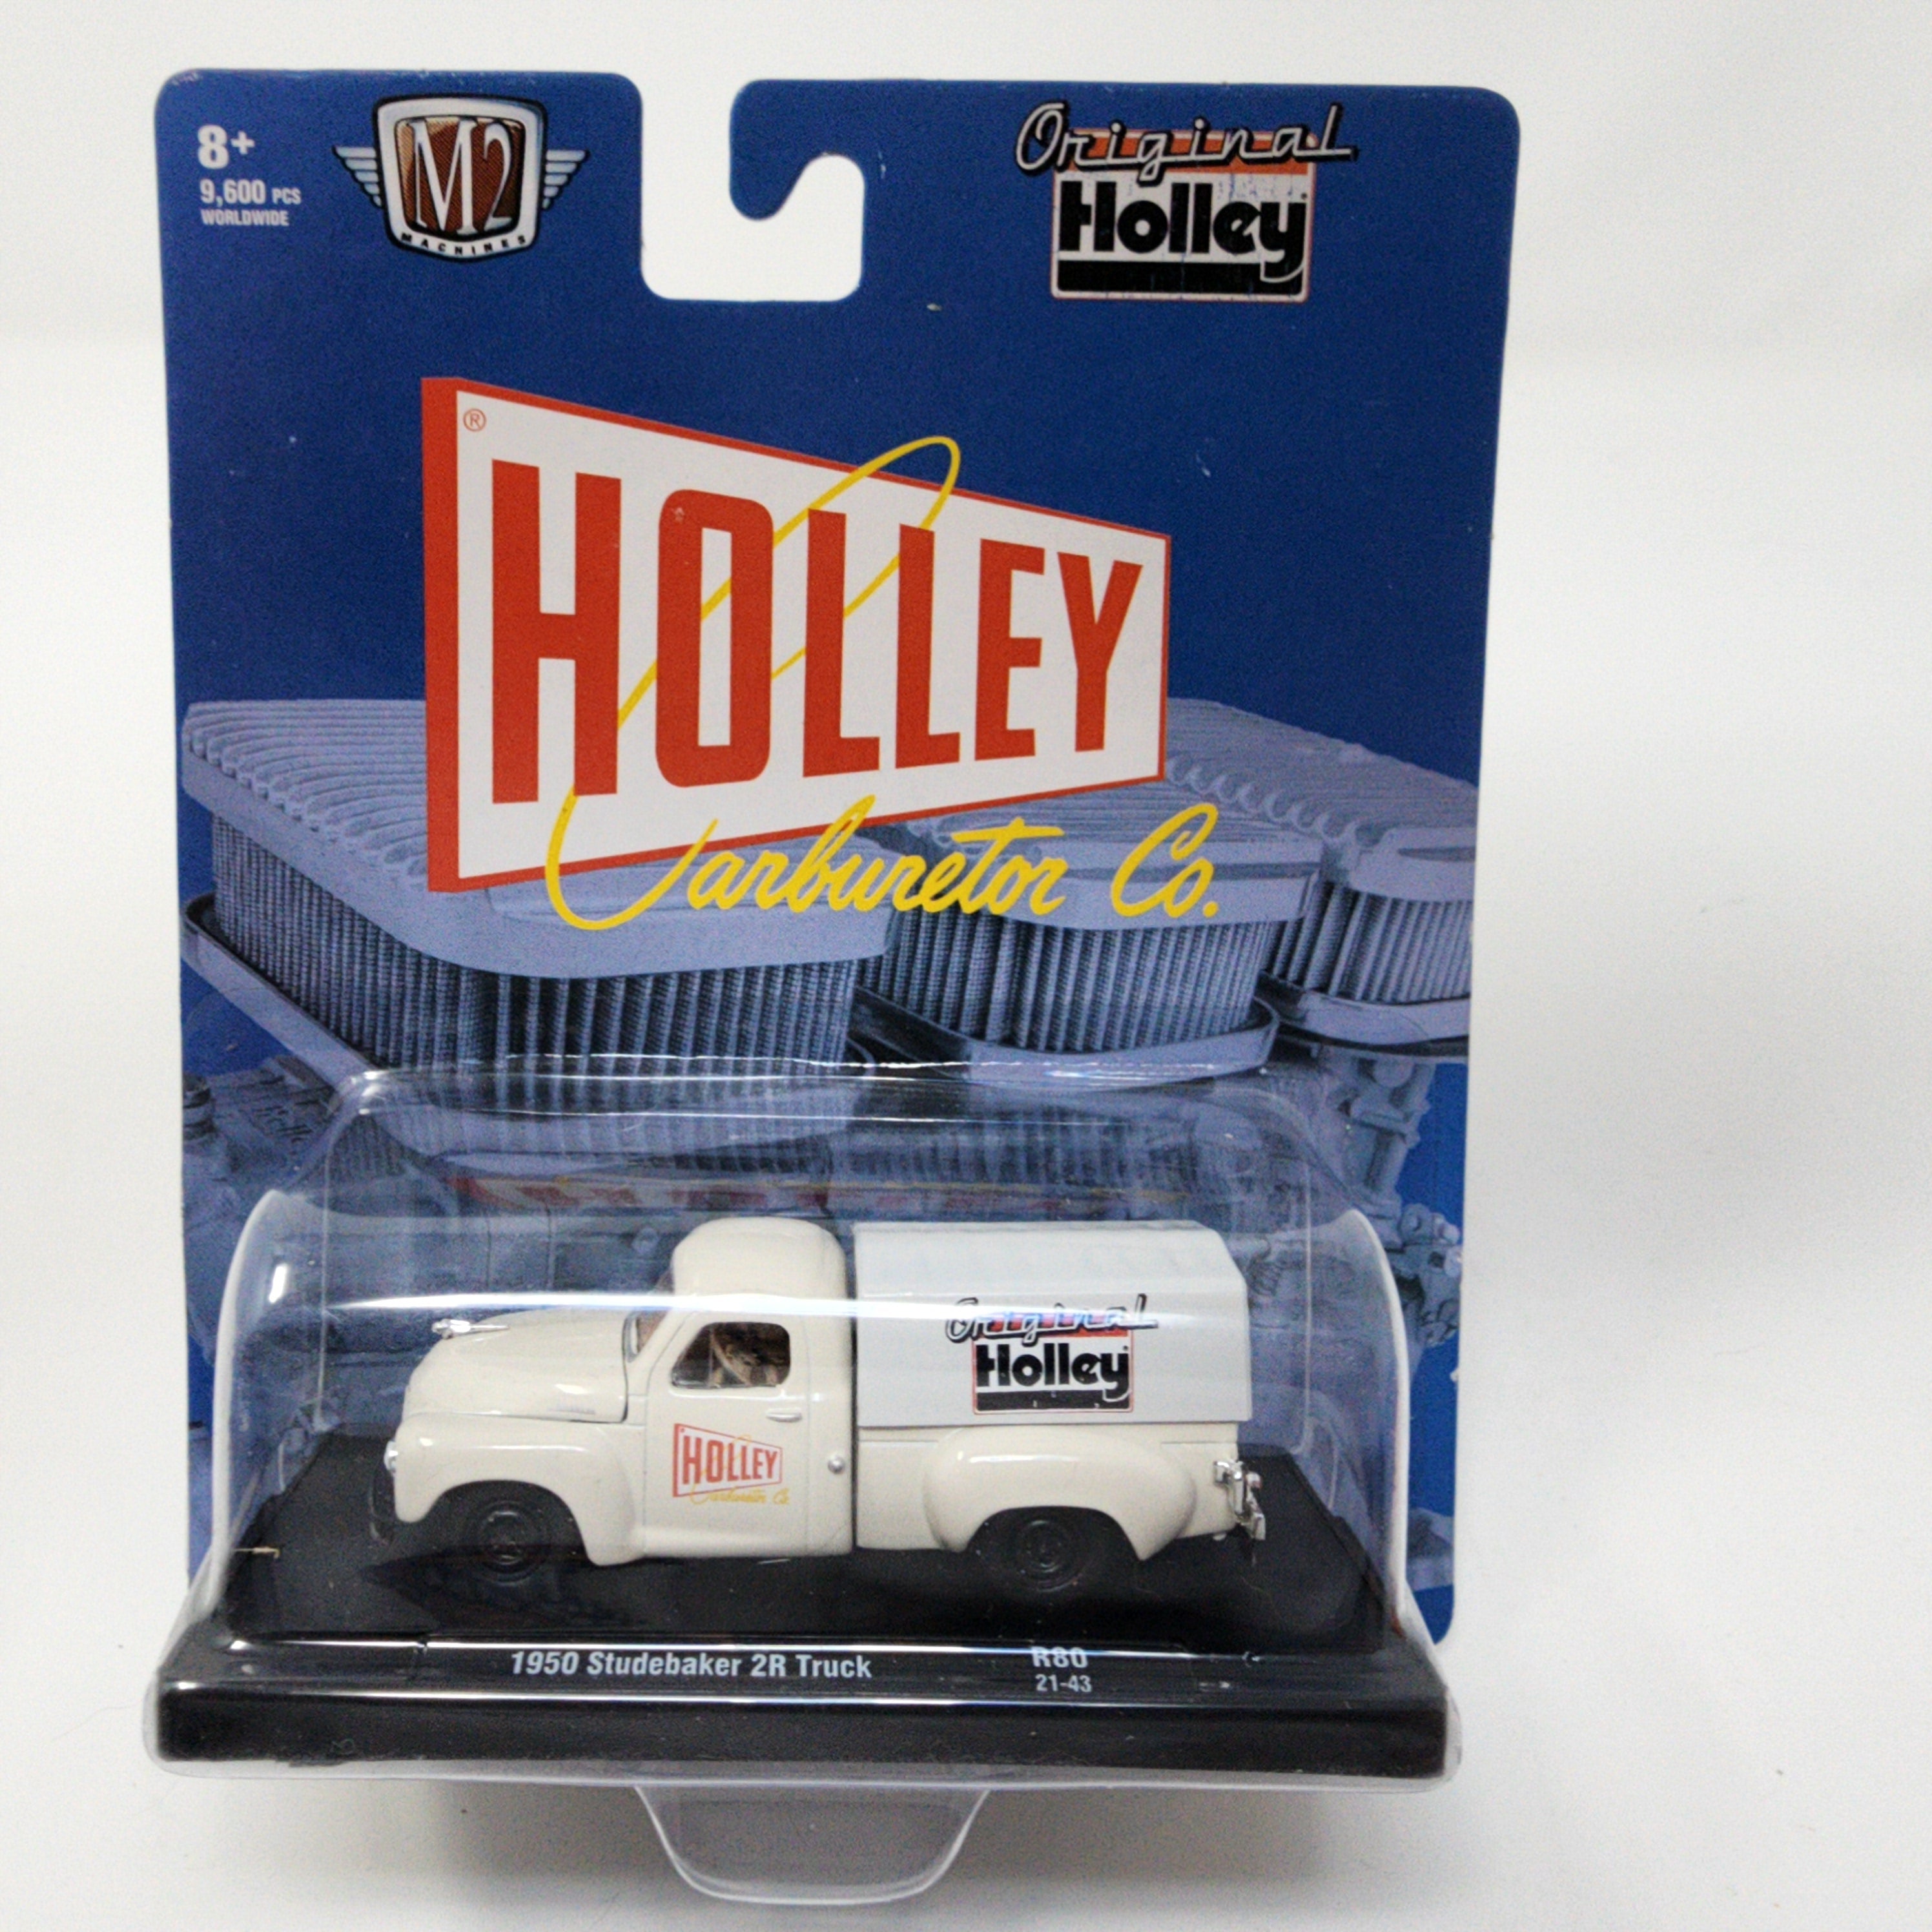 8+
9,600 PCS
WORLDWIDE
M2
MACHINES
Original
Holley
®
HOLLEY
Carburetor Co.
Original
Holley
HOLLEY
Carburetor Co.
1950 Studebaker 2R Truck
R80
21-43